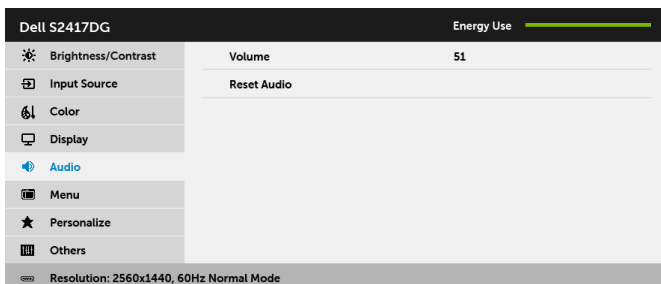 Dell S2417DG Energy Use
Brightness/Contrast Volume 51
Input Source Reset Audio
Color
Display
Audio
Menu
Personalize
Others
Resolution: 2560x1440, 60Hz Normal Mode